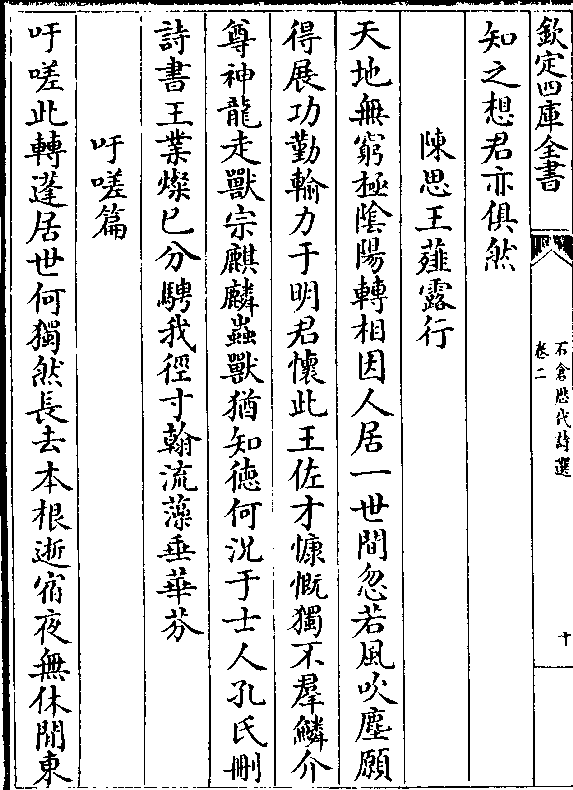 欽定四庫全書
石倉歷代詩選
卷二
十
知之想君亦俱然
陳思王薤露行
天地無窮極陰陽轉相因人居一世間忽若風吹塵願
得展功勤輸力于明君懷此王佐才慷慨獨不羣鱗介
尊神龍走獸宗麒麟蟲獸猶知德何況于士人孔氏刪
詩書王業燦已分騁我徑寸翰流藻垂華芬
吁嗟篇
吁嗟此轉蓬居世何獨然長去本根逝宿夜無休閒東